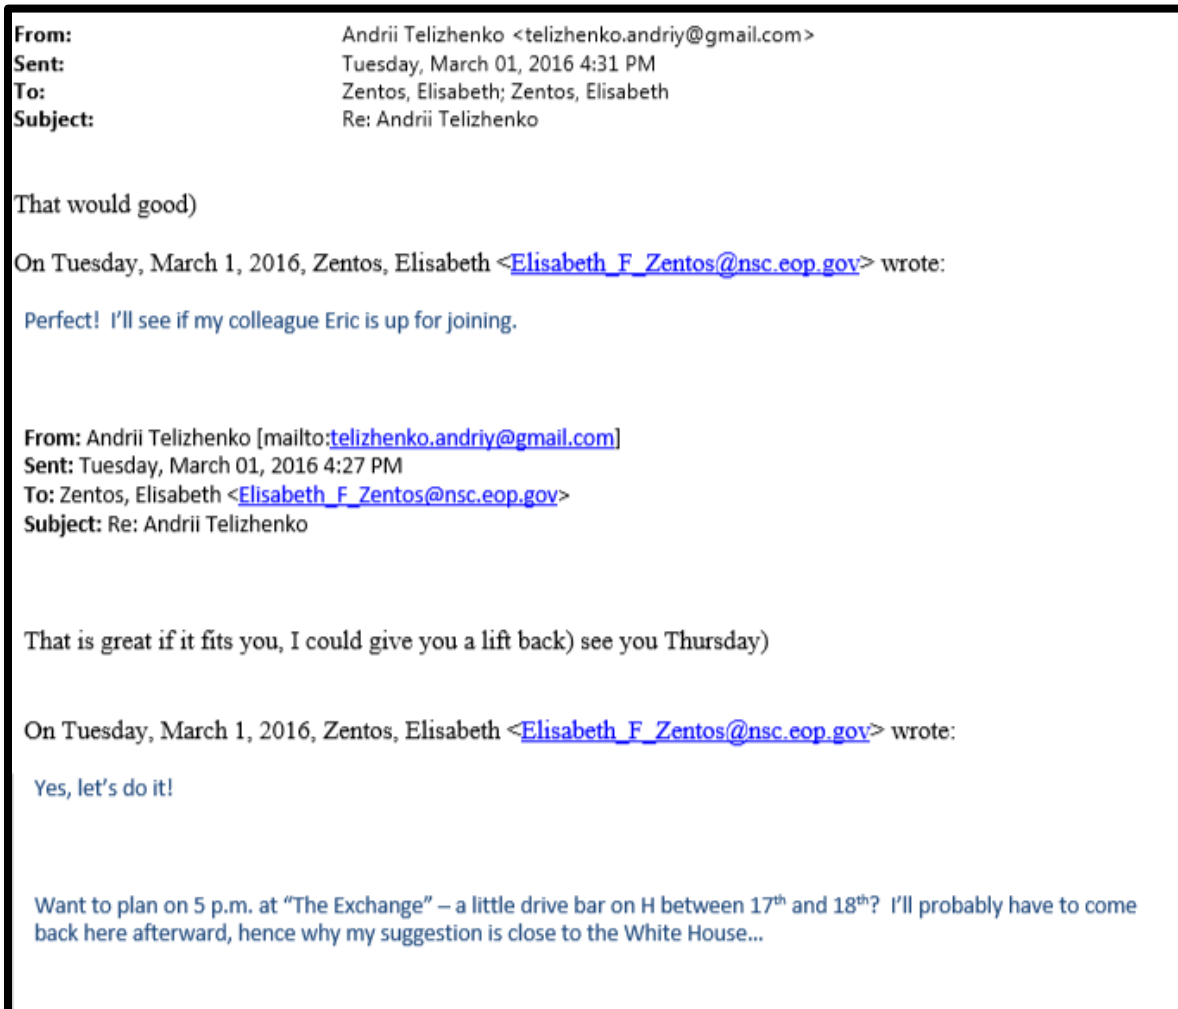 From: Andrii Telizhenko <telizhenko.andriy@gmail.com>
Sent: Tuesday, March 01, 2016 4:31 PM
To: Zentos, Elisabeth; Zentos, Elisabeth
Subject: Re: Andrii Telizhenko
That would good)
On Tuesday, March 1, 2016, Zentos, Elisabeth <Elisabeth_F_Zentos@nsc.eop.gov> wrote:
Perfect!  I'll see if my colleague Eric is up for joining.
From: Andrii Telizhenko [mailto:telizhenko.andriy@gmail.com]
Sent: Tuesday, March 01, 2016 4:27 PM
To: Zentos, Elisabeth <Elisabeth_F_Zentos@nsc.eop.gov>
Subject: Re: Andrii Telizhenko
That is great if it fits you, I could give you a lift back) see you Thursday)
On Tuesday, March 1, 2016, Zentos, Elisabeth <Elisabeth_F_Zentos@nsc.eop.gov> wrote:
Yes, let's do it!
Want to plan on 5 p.m. at “The Exchange” – a little drive bar on H between 17th and 18th?  I'll probably have to come
back here afterward, hence why my suggestion is close to the White House…